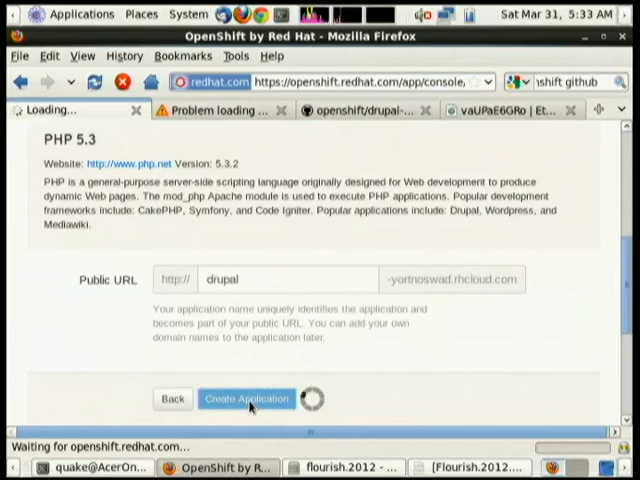 Applications Places System Sat Mar 31, 5:33 AM
OpenShift by Red Hat - Mozilla Firefox
File Edit View History Bookmarks Tools Help
redhat.com https://openshift.redhat.com/app/console, ıshift github
Loading... Problem loading ... openshift/drupal-... vaUPaE6GRo | Et...
PHP 5.3
Website: http://www.php.net Version: 5.3.2
PHP is a general-purpose server-side scripting language originally designed for Web development to produce
dynamic Web pages. The mod_php Apache module is used to execute PHP applications. Popular development
frameworks include: CakePHP, Symfony, and Code Igniter. Popular applications include: Drupal, Wordpress, and
Mediawiki.
Public URL http:// drupal -yortnoswad.rhcloud.com
Your application name uniquely identifies the application and
becomes part of your public URL. You can add your own
domain names to the application later.
Back Create Application
Waiting for openshift.redhat.com...
quake@AcerOn... OpenShift by R... flourish.2012 - ... [Flourish.2012....